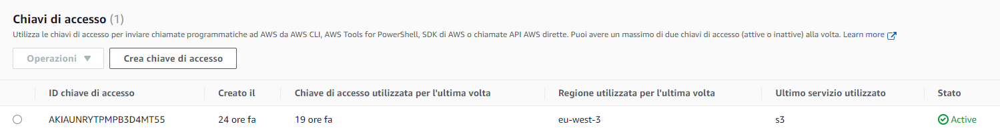 Chiavi di accesso (1)
Utilizza le chiavi di accesso per inviare chiamate programmatiche ad AWS da AWS CLI, AWS Tools for PowerShell, SDK di AWS o chiamate API AWS dirette. Puoi avere un massimo di due chiavi di accesso (attive o inattive) alla volta. Learn more
Operazioni Crea chiave di accesso
ID chiave di accesso Creato il Chiave di accesso utilizzata per l'ultima volta Regione utilizzata per l'ultima volta Ultimo servizio utilizzato Stato
AKIAUNRYTPMPB3D4MT55 24 ore fa 19 ore fa eu-west-3 s3 Active